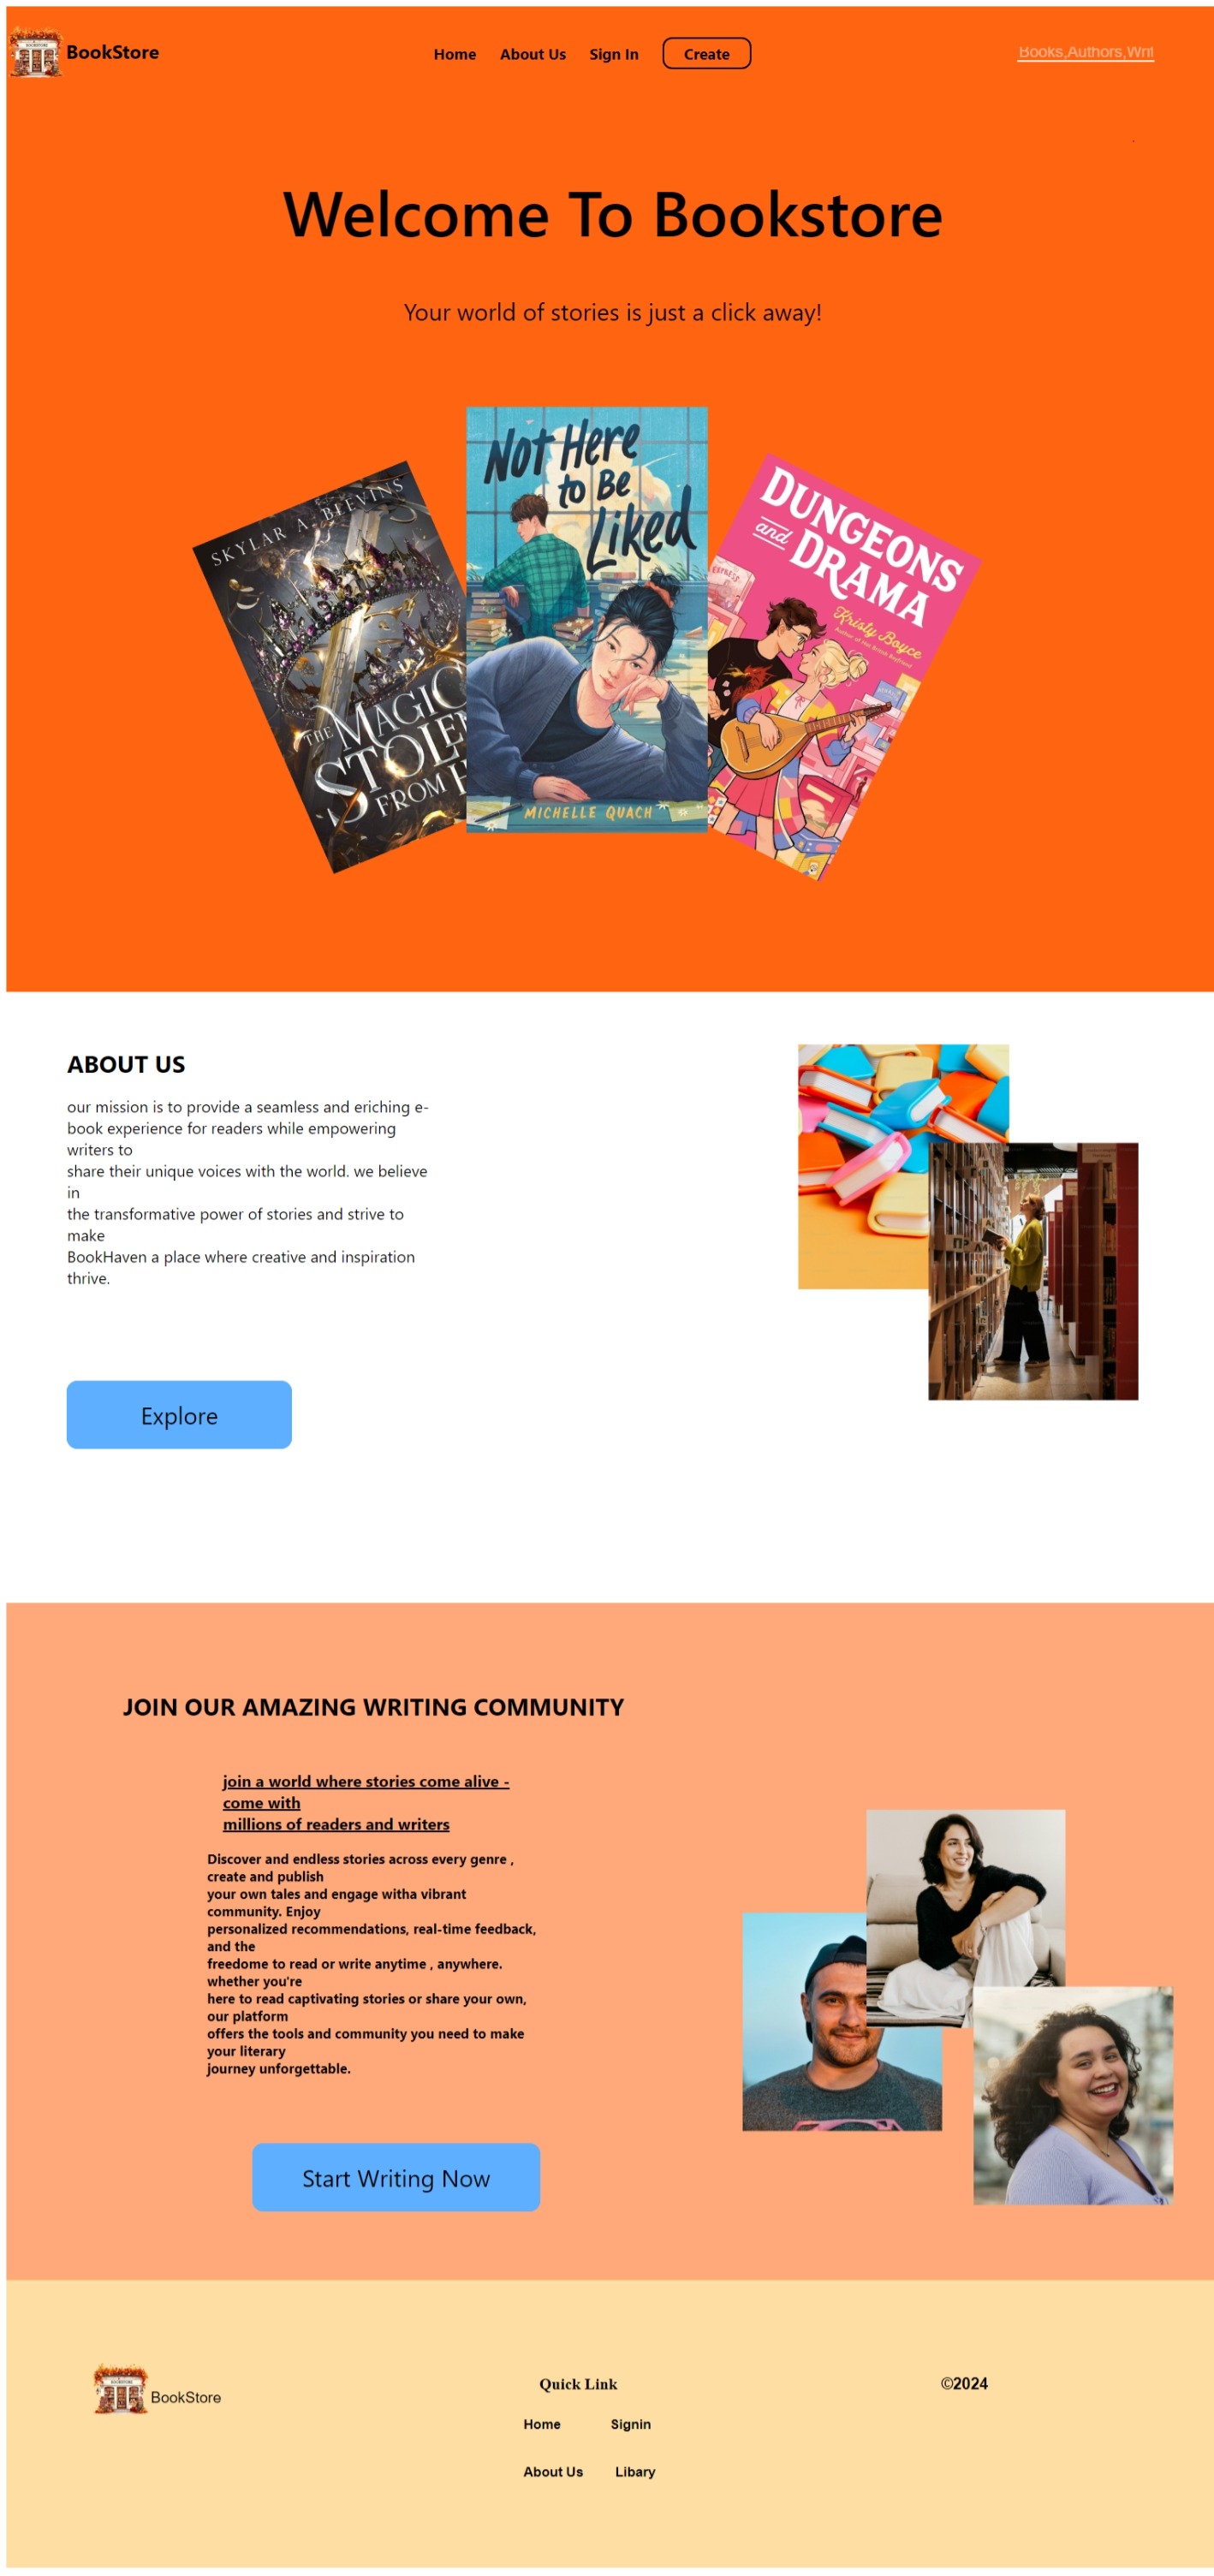 BookStore
Home
About Us
Sign In
Create
Books,Authors,Writ
Welcome To Bookstore
Your world of stories is just a click away!
SKYLAR A. BLEVINS
THE MAGIC
STOLE
FROM
Not Here
to Be
Liked
MICHELLE QUACH
DUNGEONS
and
DRAMA
Kristy Boyce
ABOUT US
our mission is to provide a seamless and eriching e-
book experience for readers while empowering
writers to
share their unique voices with the world. we believe
in
the transformative power of stories and strive to
make
BookHaven a place where creative and inspiration
thrive.
Explore
JOIN OUR AMAZING WRITING COMMUNITY
join a world where stories come alive -
come with
millions of readers and writers
Discover and endless stories across every genre ,
create and publish
your own tales and engage witha vibrant
community. Enjoy
personalized recommendations, real-time feedback,
and the
freedome to read or write anytime , anywhere.
whether you're
here to read captivating stories or share your own,
our platform
offers the tools and community you need to make
your literary
journey unforgettable.
Start Writing Now
BookStore
Quick Link
Home
Signin
About Us
Libary
©2024